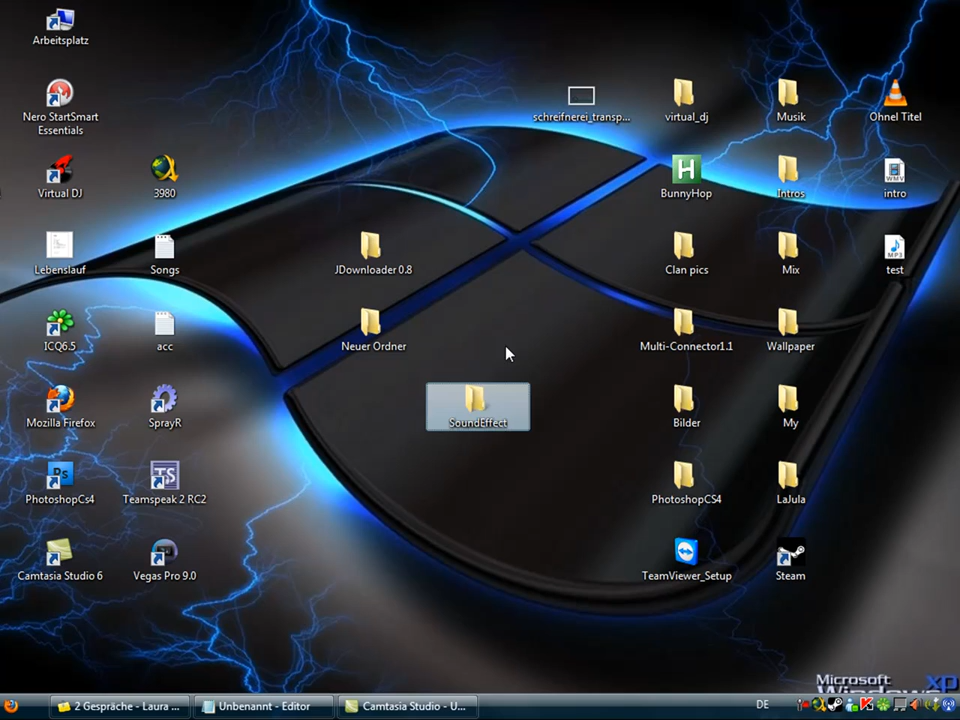 Arbeitsplatz
schreifnerei_transp...
virtual_dj
Musik
Ohnel Titel
Nero StartSmart
Essentials
Virtual DJ
3980
BunnyHop
Intros
intro
Lebenslauf
Songs
JDownloader 0.8
Clan pics
Mix
test
ICQ6.5
acc
Neuer Ordner
Multi-Connector1.1
Wallpaper
Mozilla Firefox
SprayR
SoundEffect
Bilder
My
PhotoshopCs4
Teamspeak 2 RC2
PhotoshopCS4
LaJula
Camtasia Studio 6
Vegas Pro 9.0
TeamViewer_Setup
Steam
Microsoft
Windows xp
2 Gespräche - Laura ...
Unbenannt - Editor
Camtasia Studio - U...
DE